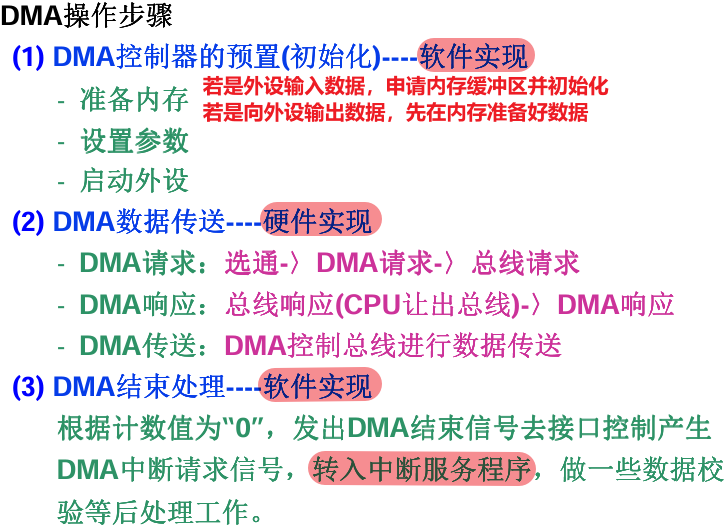 DMA操作步骤
(1) DMA控制器的预置(初始化)----软件实现
- 准备内存
若是外设输入数据，申请内存缓冲区并初始化
若是向外设输出数据，先在内存准备好数据
- 设置参数
- 启动外设
(2) DMA数据传送----硬件实现
- DMA请求：选通-〉DMA请求-〉总线请求
- DMA响应：总线响应(CPU让出总线)-〉DMA响应
- DMA传送：DMA控制总线进行数据传送
(3) DMA结束处理----软件实现
根据计数值为“0”，发出DMA结束信号去接口控制产生
DMA中断请求信号，转入中断服务程序，做一些数据校
验等后处理工作。